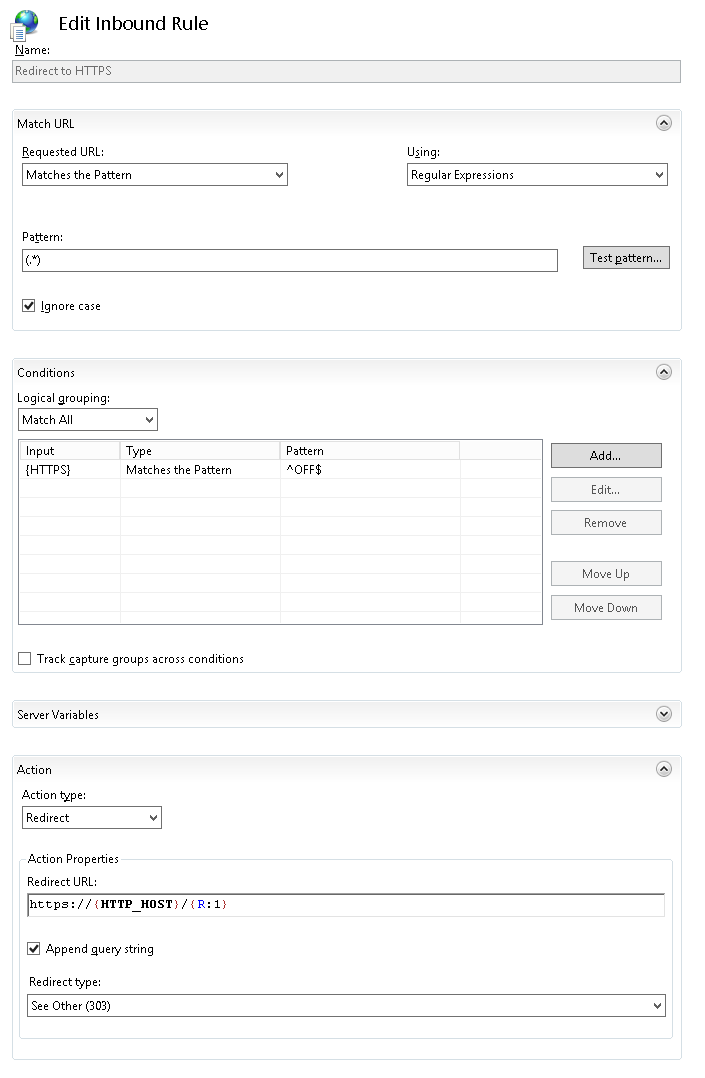 Edit Inbound Rule
Name:
Redirect to HTTPS
Match URL
Requested URL:
Using:
Matches the Pattern
Regular Expressions
Pattern:
(.*)
Test pattern...
Ignore case
Conditions
Logical grouping:
Match All
Input Type Pattern
{HTTPS} Matches the Pattern ^OFF$
Add...
Edit...
Remove
Move Up
Move Down
Track capture groups across conditions
Server Variables
Action
Action type:
Redirect
Action Properties
Redirect URL:
https://{HTTP_HOST}/{R:1}
Append query string
Redirect type:
See Other (303)